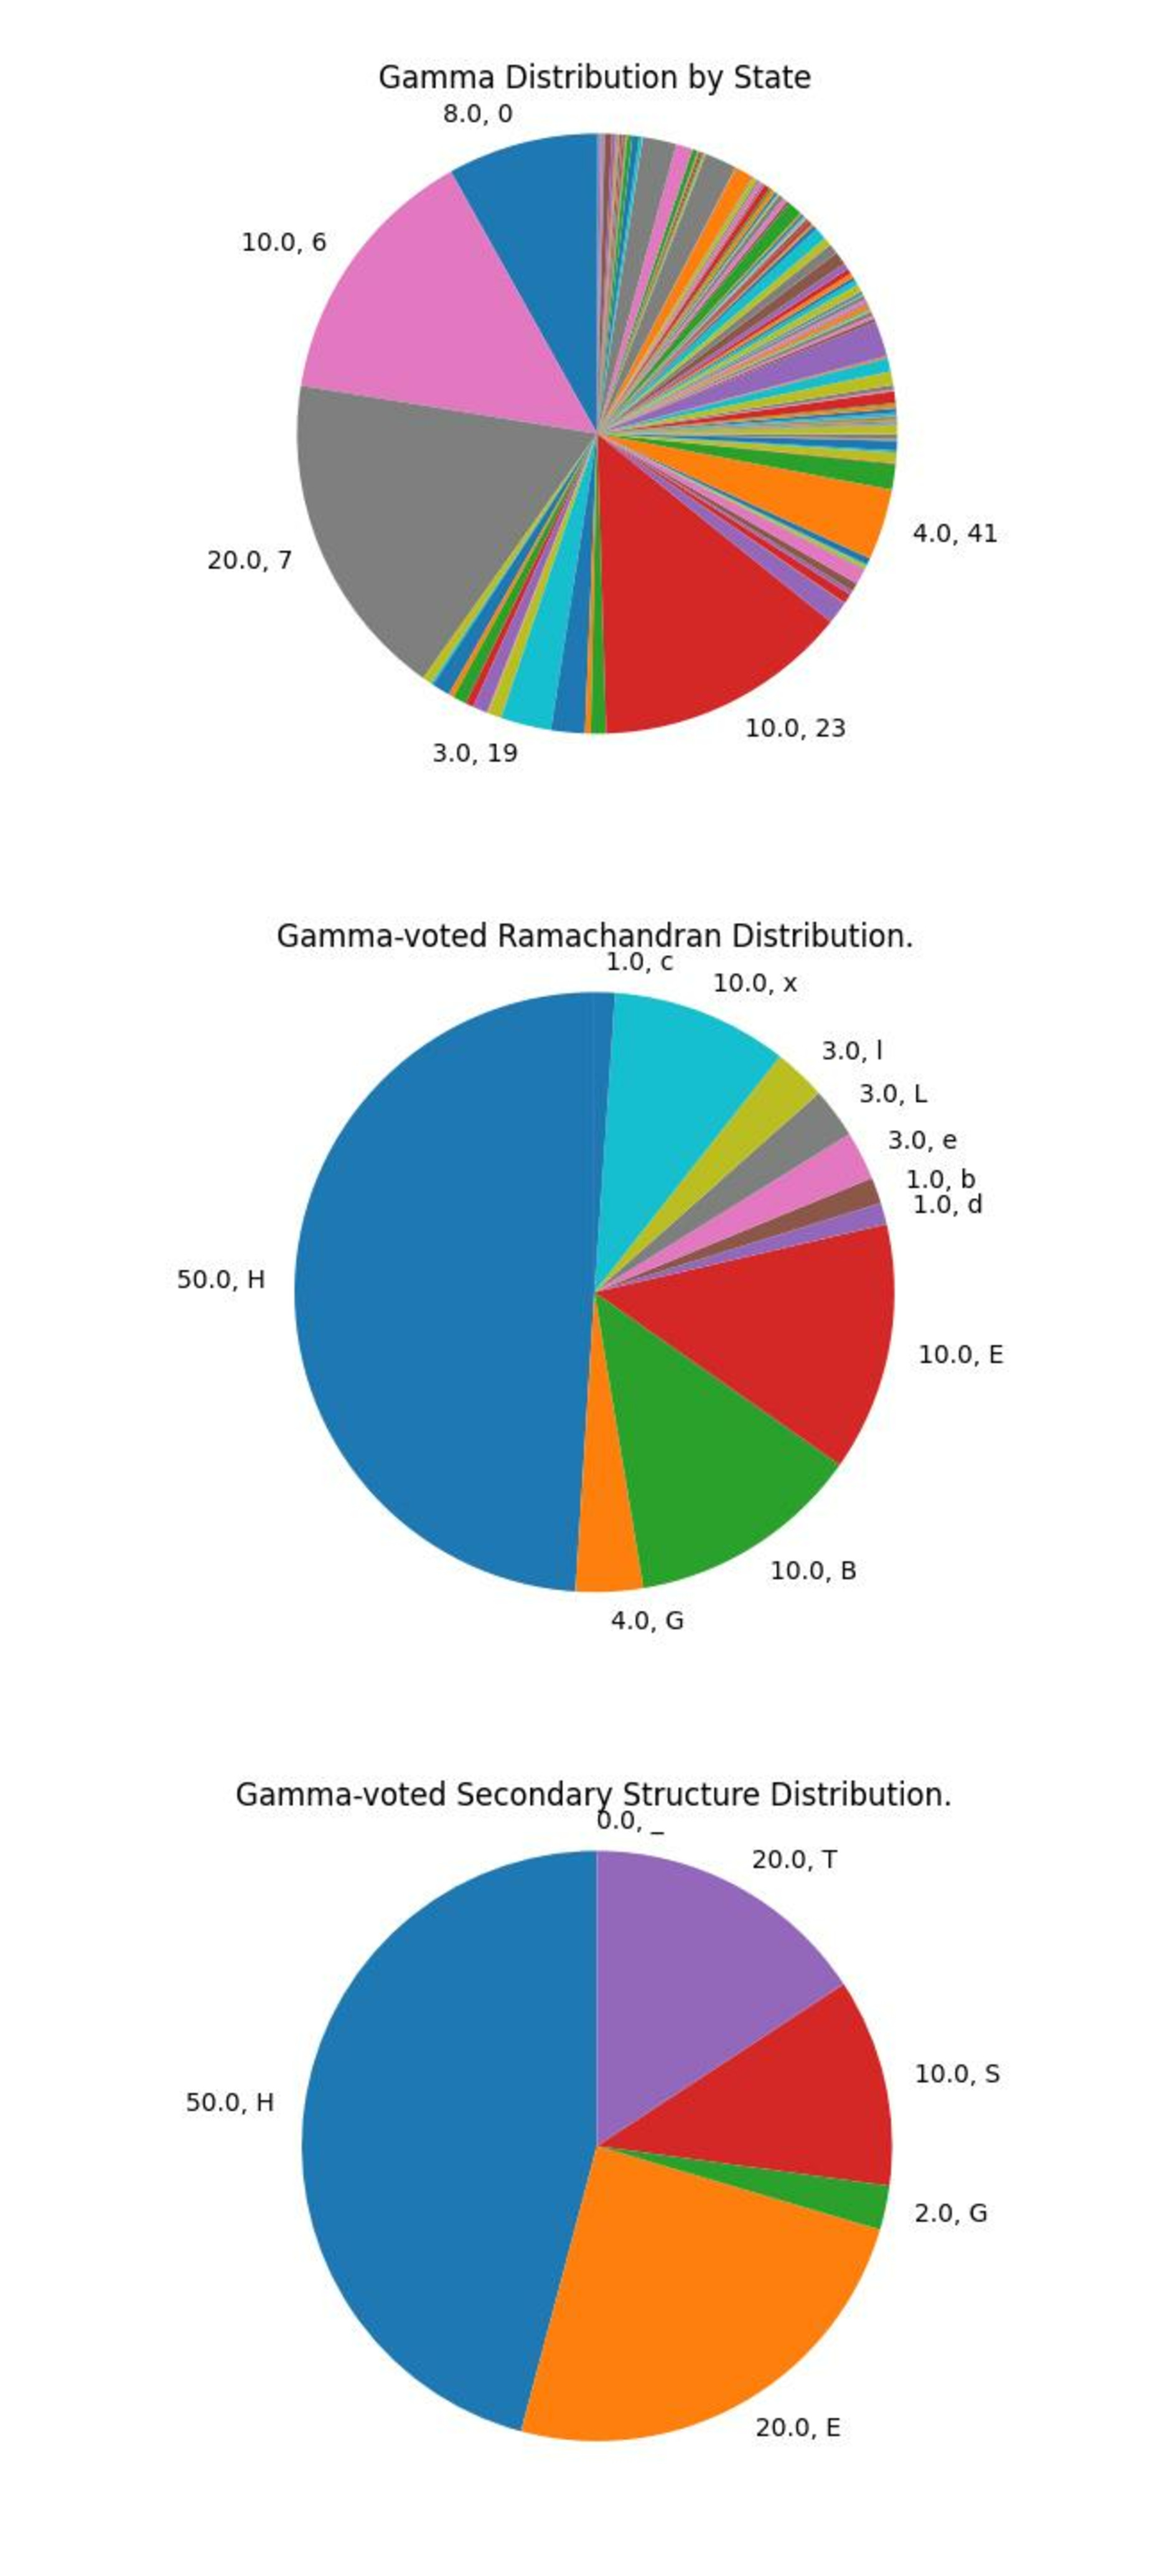 Gamma Distribution by State
8.0, 0
10.0, 6
20.0, 7
4.0, 41
10.0, 23
3.0, 19
Gamma-voted Ramachandran Distribution.
1.0, c
10.0, x
3.0, l
3.0, L
3.0, e
1.0, b
1.0, d
50.0, H
10.0, E
10.0, B
4.0, G
Gamma-voted Secondary Structure Distribution.
0.0, _
20.0, T
10.0, S
50.0, H
2.0, G
20.0, E